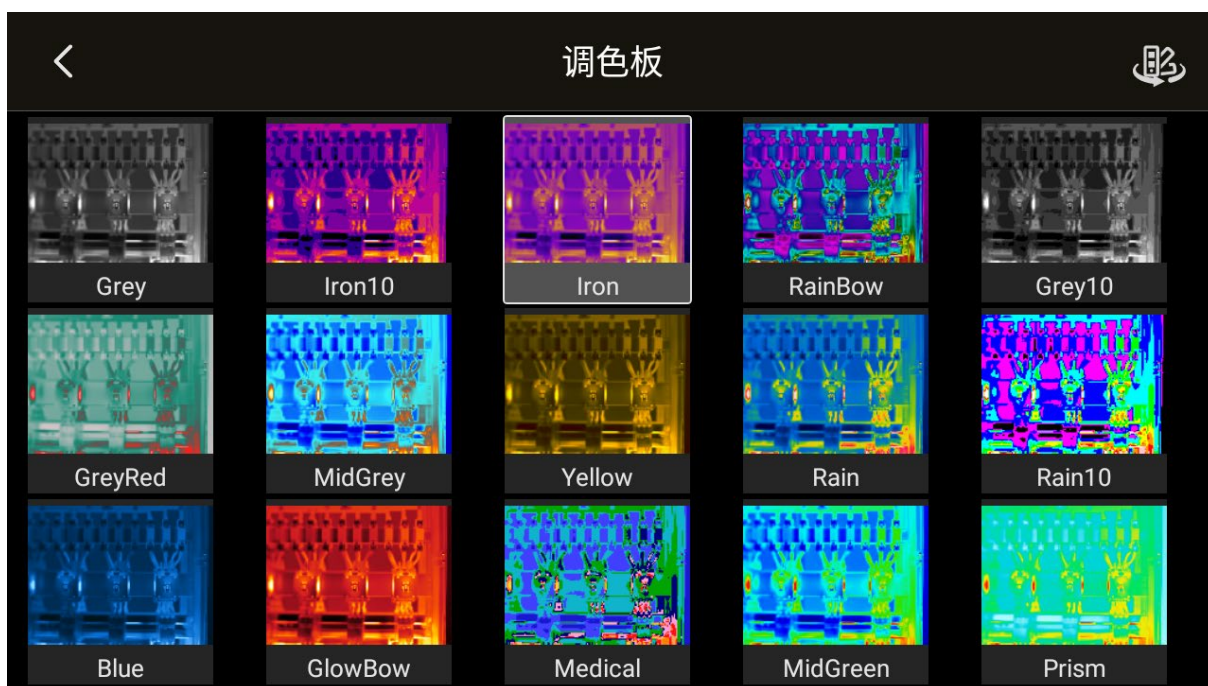 调色板
Grey
Iron10
Iron
RainBow
Grey10
GreyRed
MidGrey
Yellow
Rain
Rain10
Blue
GlowBow
Medical
MidGreen
Prism